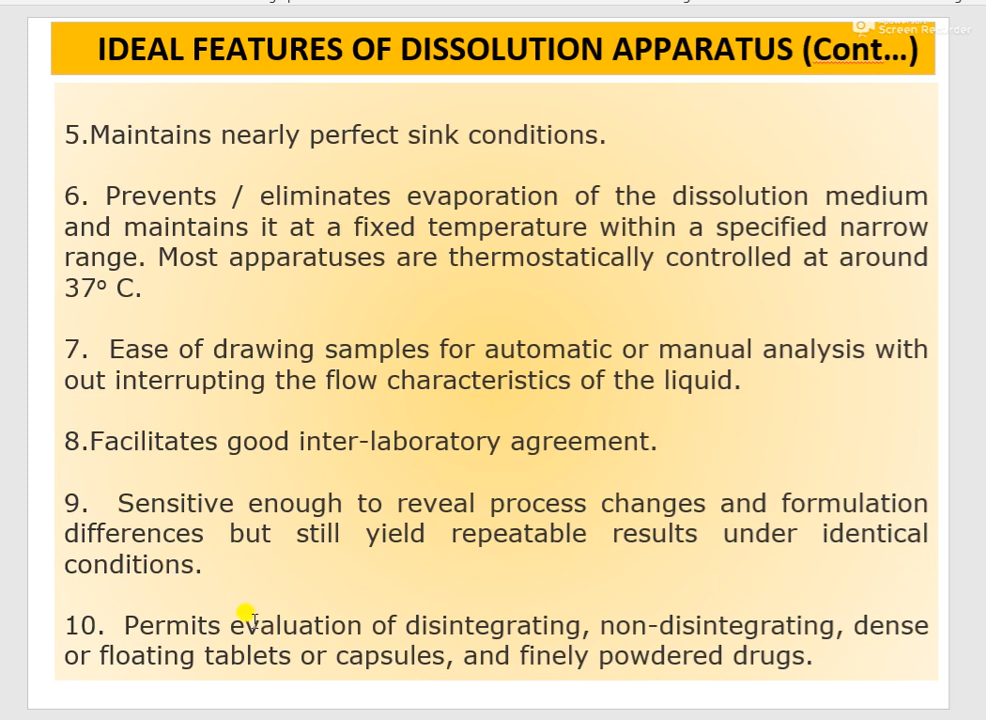 IDEAL FEATURES OF DISSOLUTION APPARATUS (Cont...)
Screen Recorder
5.Maintains nearly perfect sink conditions.
6. Prevents / eliminates evaporation of the dissolution medium
and maintains it at a fixed temperature within a specified narrow
range. Most apparatuses are thermostatically controlled at around
37º C.
7. Ease of drawing samples for automatic or manual analysis with
out interrupting the flow characteristics of the liquid.
8.Facilitates good inter-laboratory agreement.
9. Sensitive enough to reveal process changes and formulation
differences but still yield repeatable results under identical
conditions.
10. Permits evaluation of disintegrating, non-disintegrating, dense
or floating tablets or capsules, and finely powdered drugs.